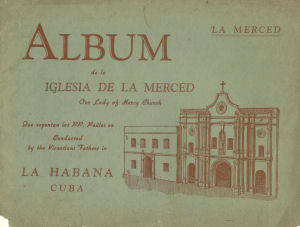 LA MERCED
ALBUM
de la
IGLESIA DE LA MERCED
Our Lady of Mercy Church
Que regentan los PP. Paúles en
Conducted
by the Vincentian Fathers in
LA HABANA
CUBA